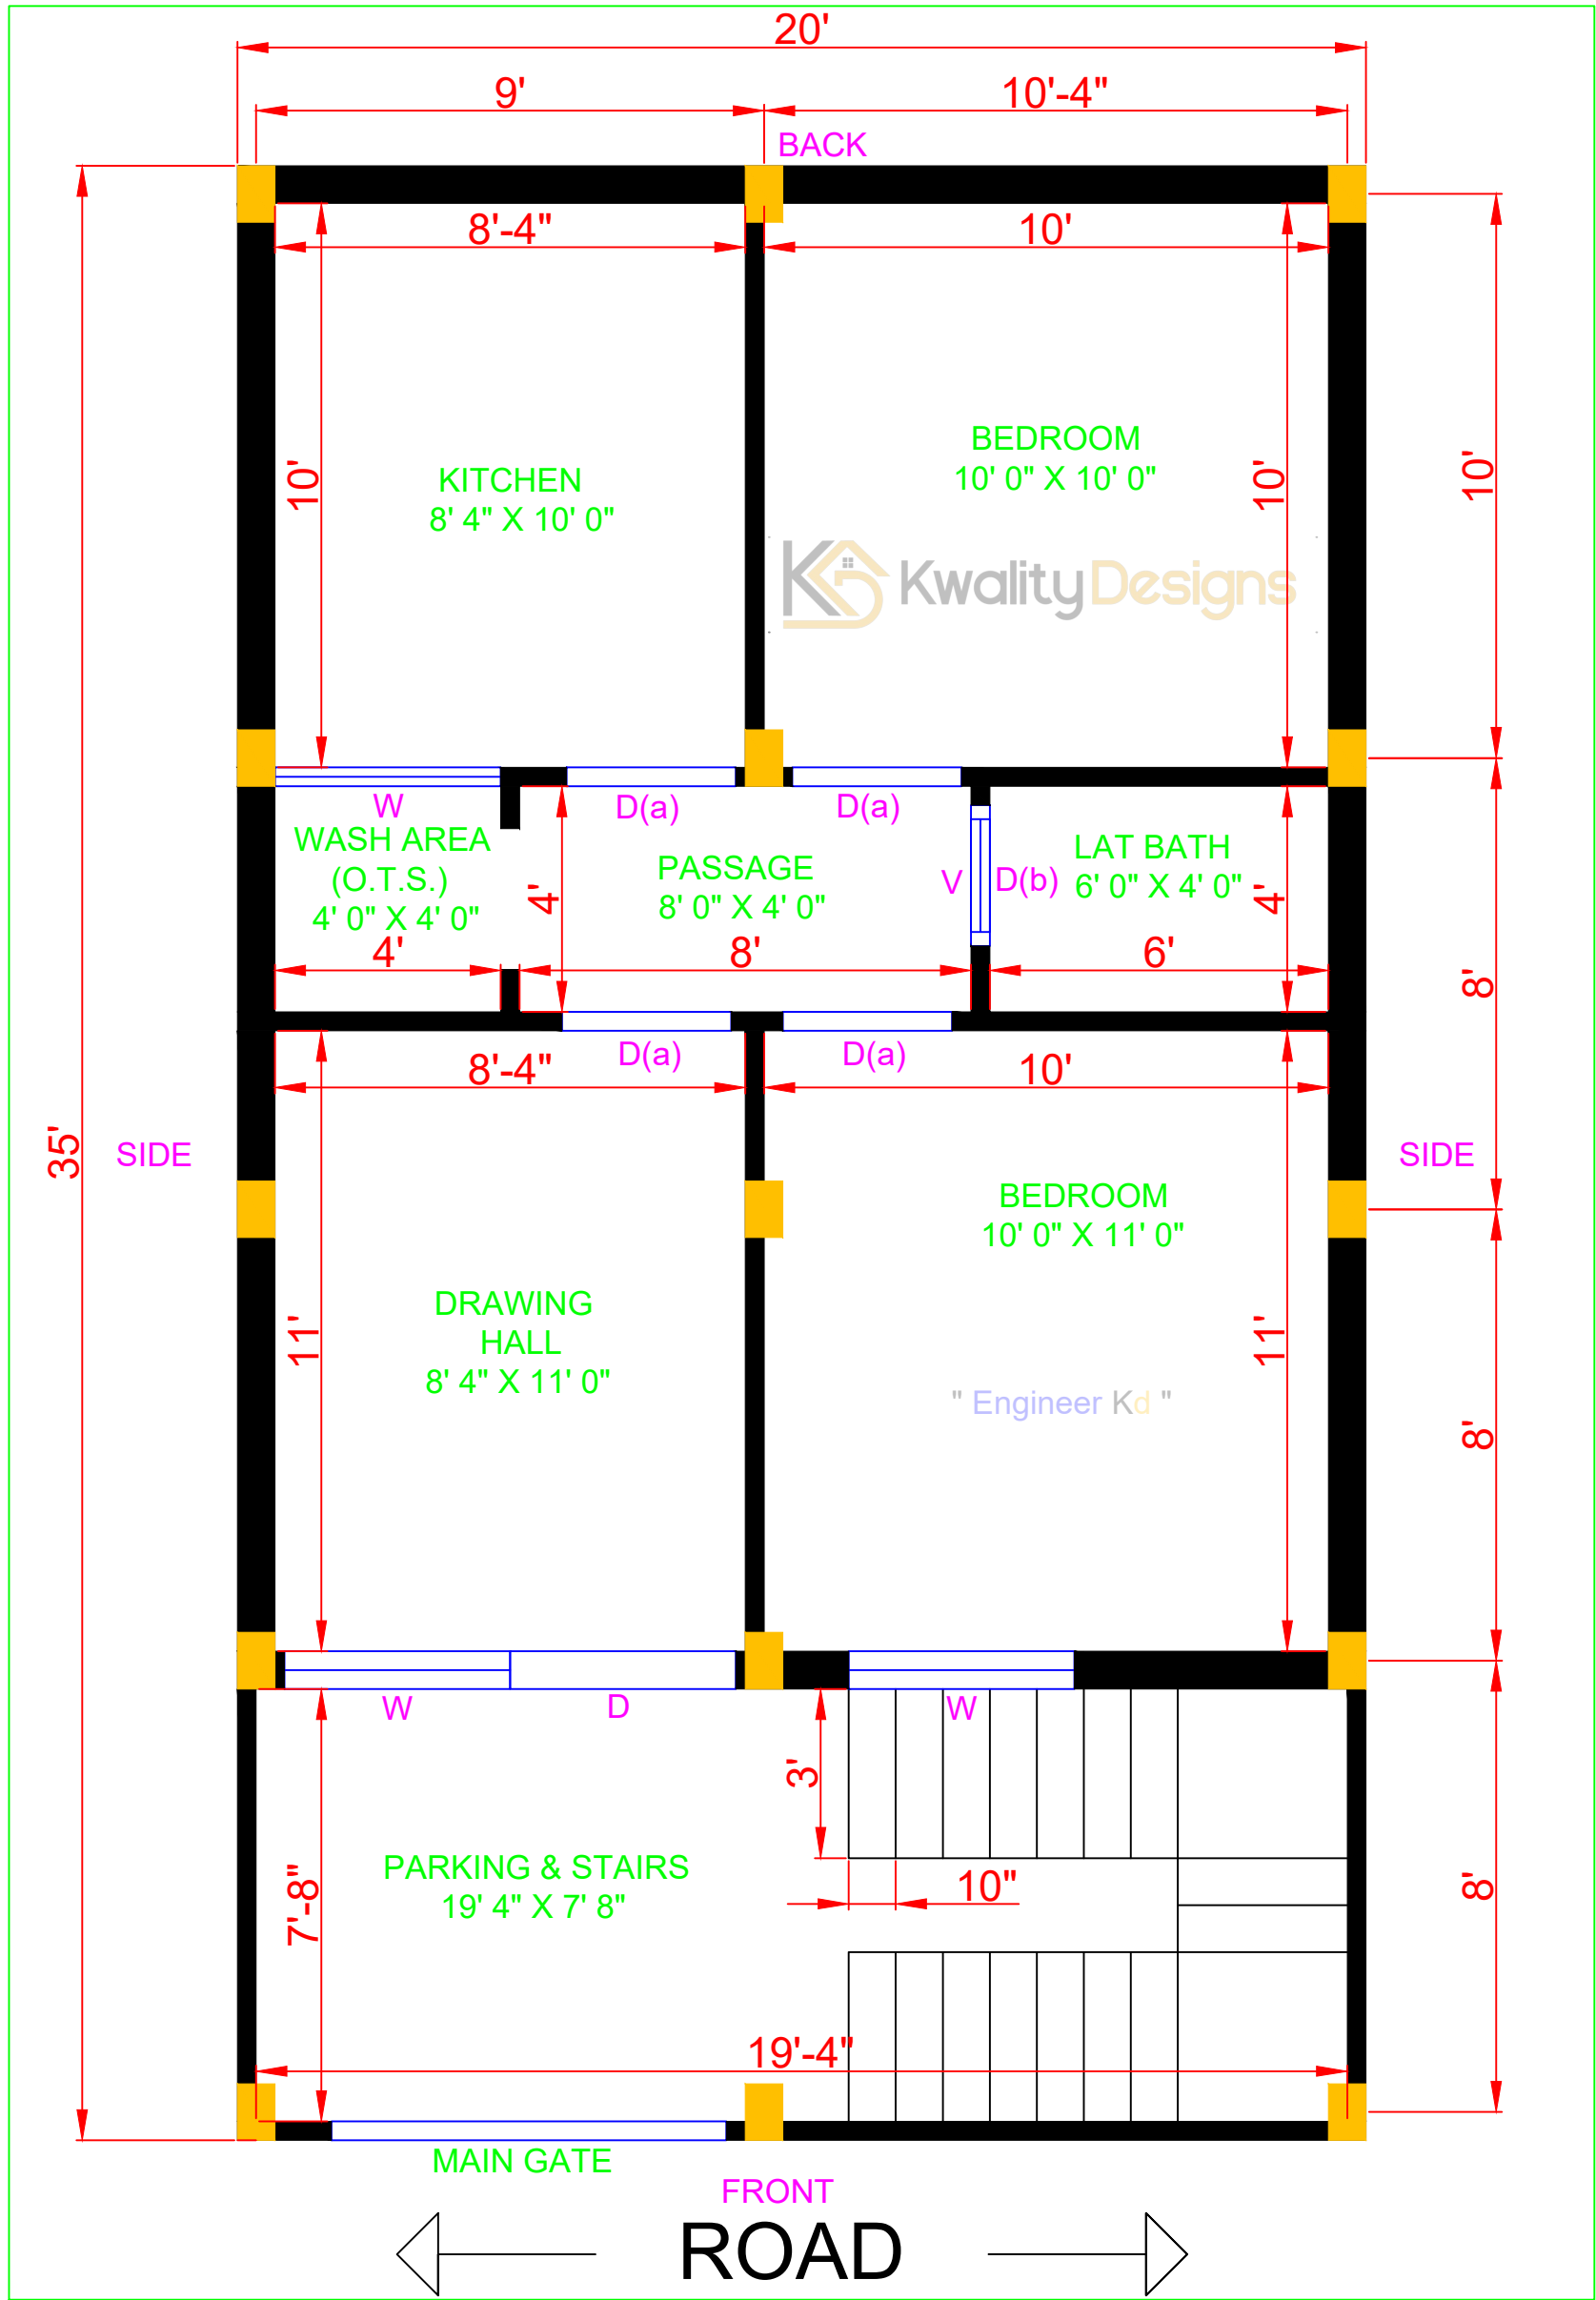 20'
9'
10'-4"
BACK
8'-4"
10'
10'
10'
10'
KITCHEN
8' 4" X 10' 0"
BEDROOM
10' 0" X 10' 0"
Kwality Designs
W
D(a)
D(a)
WASH AREA
(O.T.S.)
4' 0" X 4' 0"
4'
4'
PASSAGE
8' 0" X 4' 0"
8'
V
D(b)
LAT BATH
6' 0" X 4' 0"
4'
6'
8'
D(a)
D(a)
8'-4"
10'
35'
SIDE
SIDE
BEDROOM
10' 0" X 11' 0"
DRAWING
HALL
8' 4" X 11' 0"
11'
11'
" Engineer Kd "
8'
W
D
W
3'
PARKING & STAIRS
19' 4" X 7' 8"
7'-8"
10"
8'
19'-4"
MAIN GATE
FRONT
ROAD